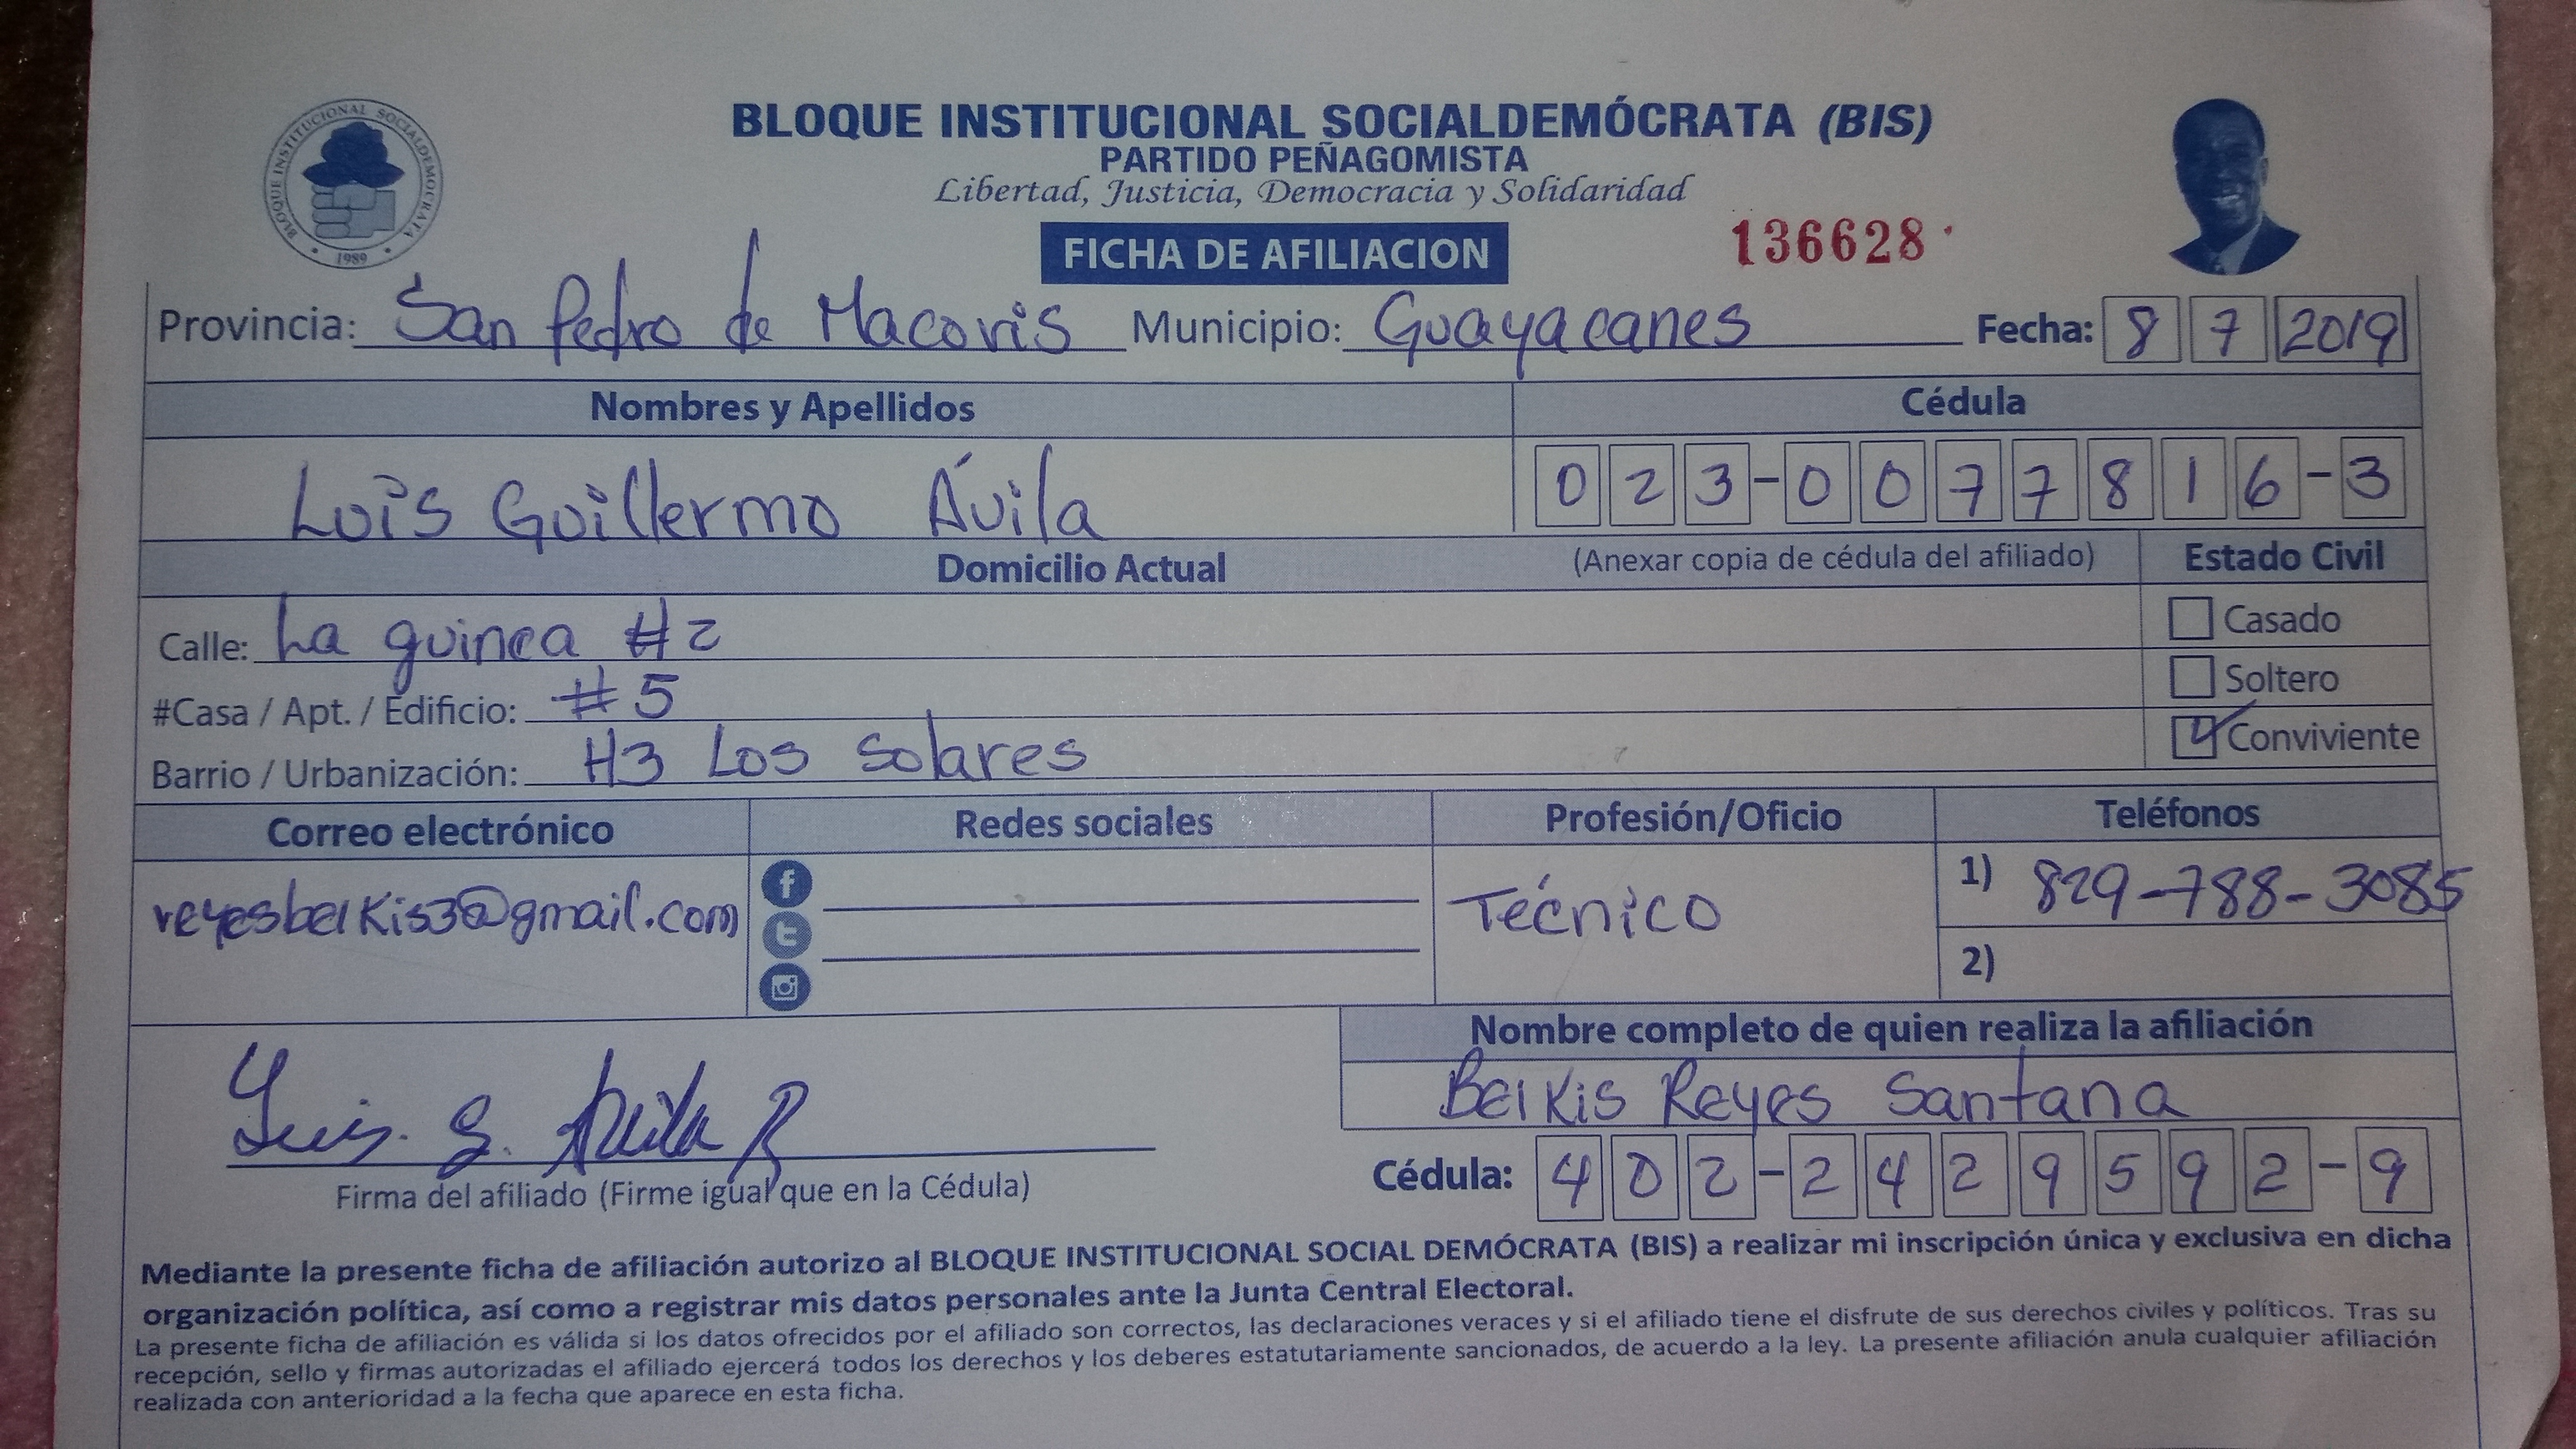 BLOQUE INSTITUCIONAL SOCIALDEMÓCRATA (BIS)
PARTIDO PEÑAGOMISTA
Libertad, Justicia, Democracia y Solidaridad
BLOQUE INSTITUCIONAL SOCIALDEMOCRATA
1989
FICHA DE AFILIACION
136628
Provincia: San Pedro de Macoris Municipio: Guayacanes Fecha: 8 7 2019
Nombres y Apellidos Cédula
Luis Guillermo Ávila 023-0077816-3
Domicilio Actual (Anexar copia de cédula del afiliado) Estado Civil
Calle: La guinea #2 Casado
#Casa / Apt. / Edificio: #5 Soltero
Barrio / Urbanización: H3 Los Solares Conviviente
Correo electrónico Redes sociales Profesión/Oficio Teléfonos
reyesbelkis3@gmail.com Técnico 1) 829-788-3085
2)
Nombre completo de quien realiza la afiliación
Belkis Reyes Santana
Luis. G. Avila R
Firma del afiliado (Firme igual que en la Cédula) Cédula: 402-2429592-9
Mediante la presente ficha de afiliación autorizo al BLOQUE INSTITUCIONAL SOCIAL DEMÓCRATA (BIS) a realizar mi inscripción única y exclusiva en dicha
organización política, así como a registrar mis datos personales ante la Junta Central Electoral.
La presente ficha de afiliación es válida si los datos ofrecidos por el afiliado son correctos, las declaraciones veraces y si el afiliado tiene el disfrute de sus derechos civiles y políticos. Tras su
recepción, sello y firmas autorizadas el afiliado ejercerá todos los derechos y los deberes estatutariamente sancionados, de acuerdo a la ley. La presente afiliación anula cualquier afiliación
realizada con anterioridad a la fecha que aparece en esta ficha.